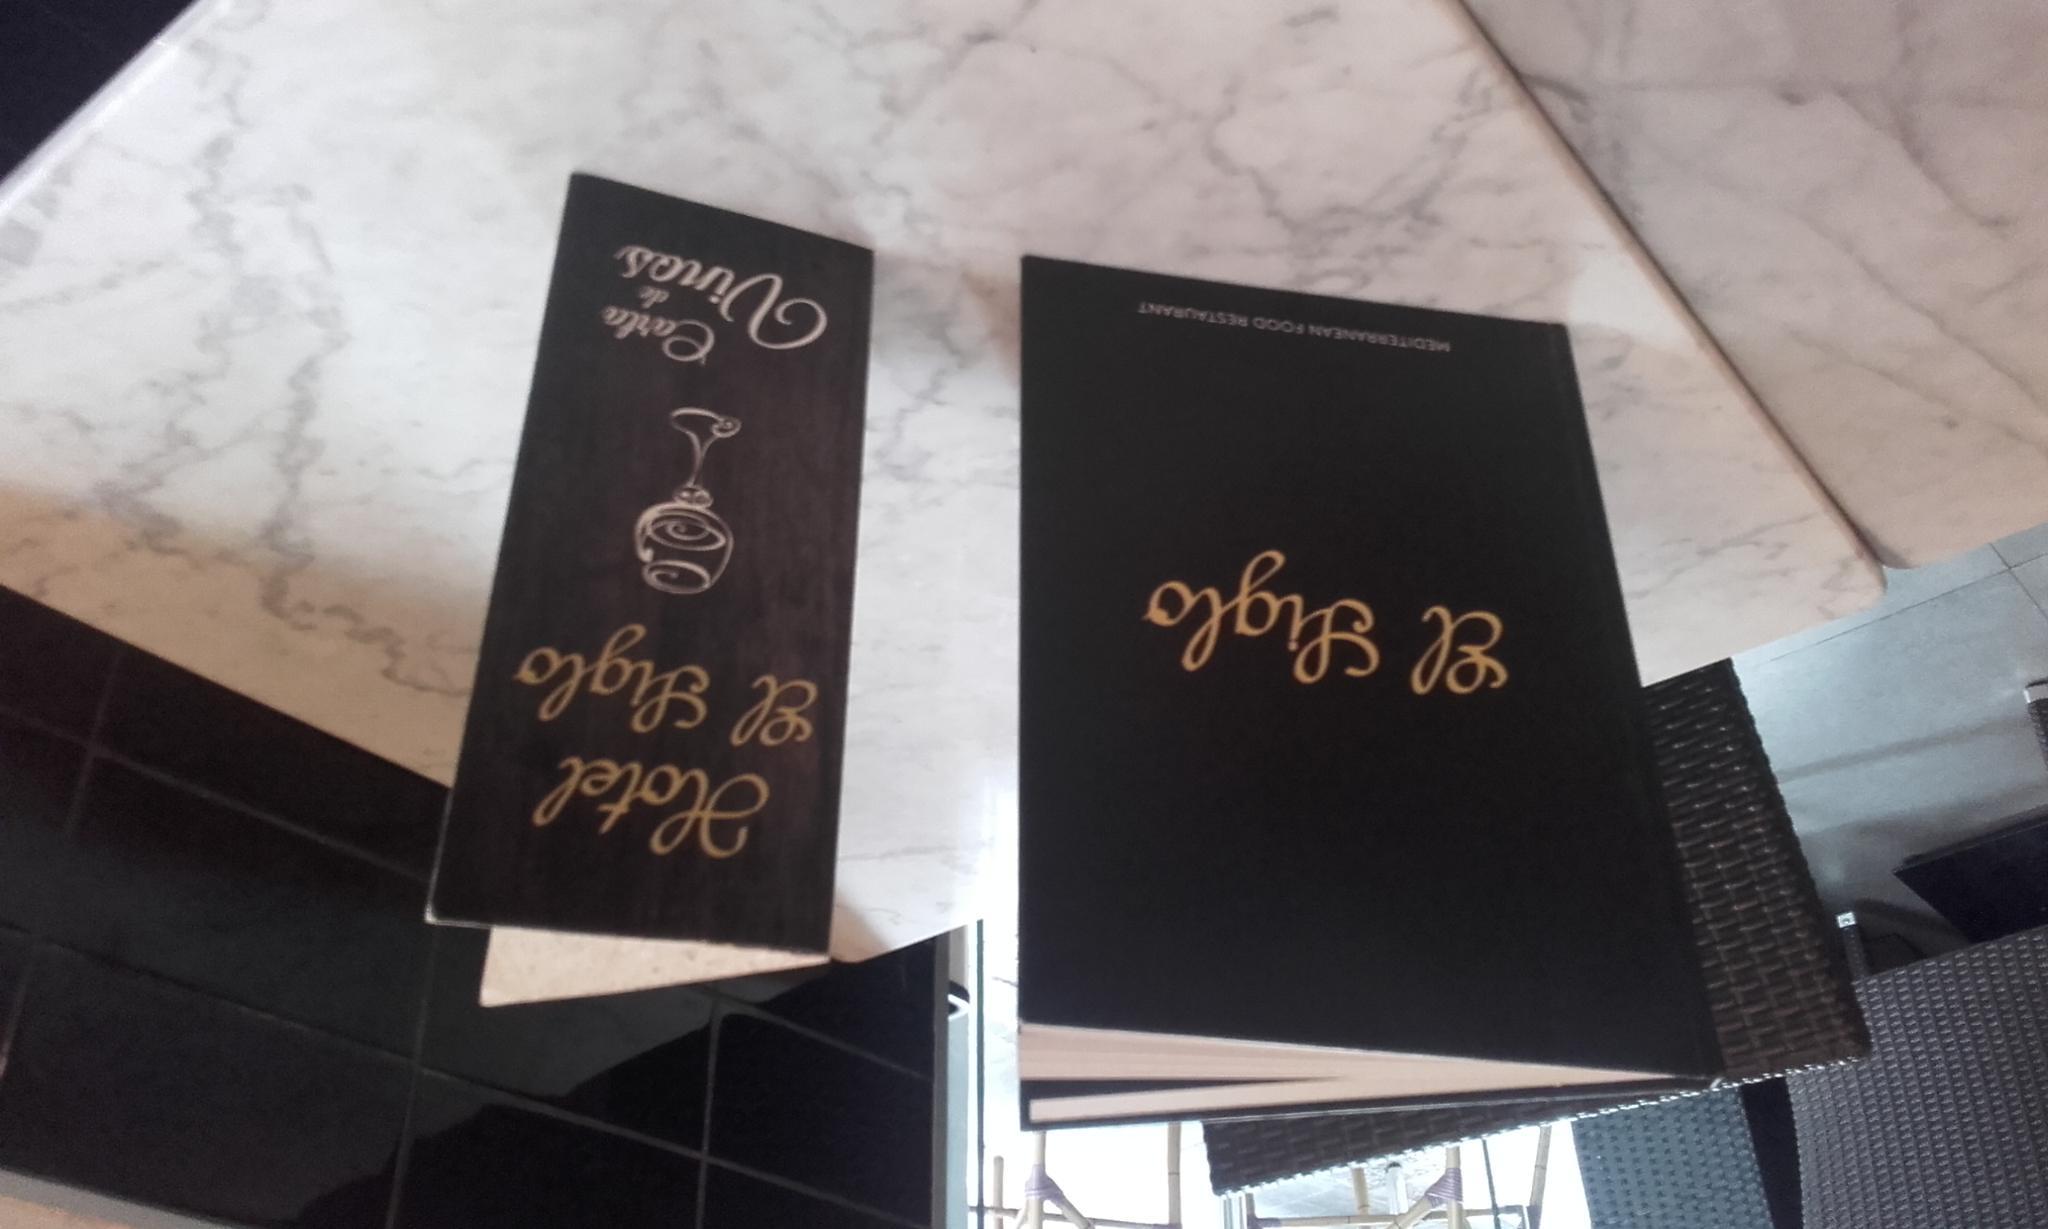 Hotel
El Siglo
Carta
de
Vinos
El Siglo
MEDITERRANEAN FOOD RESTAURANT